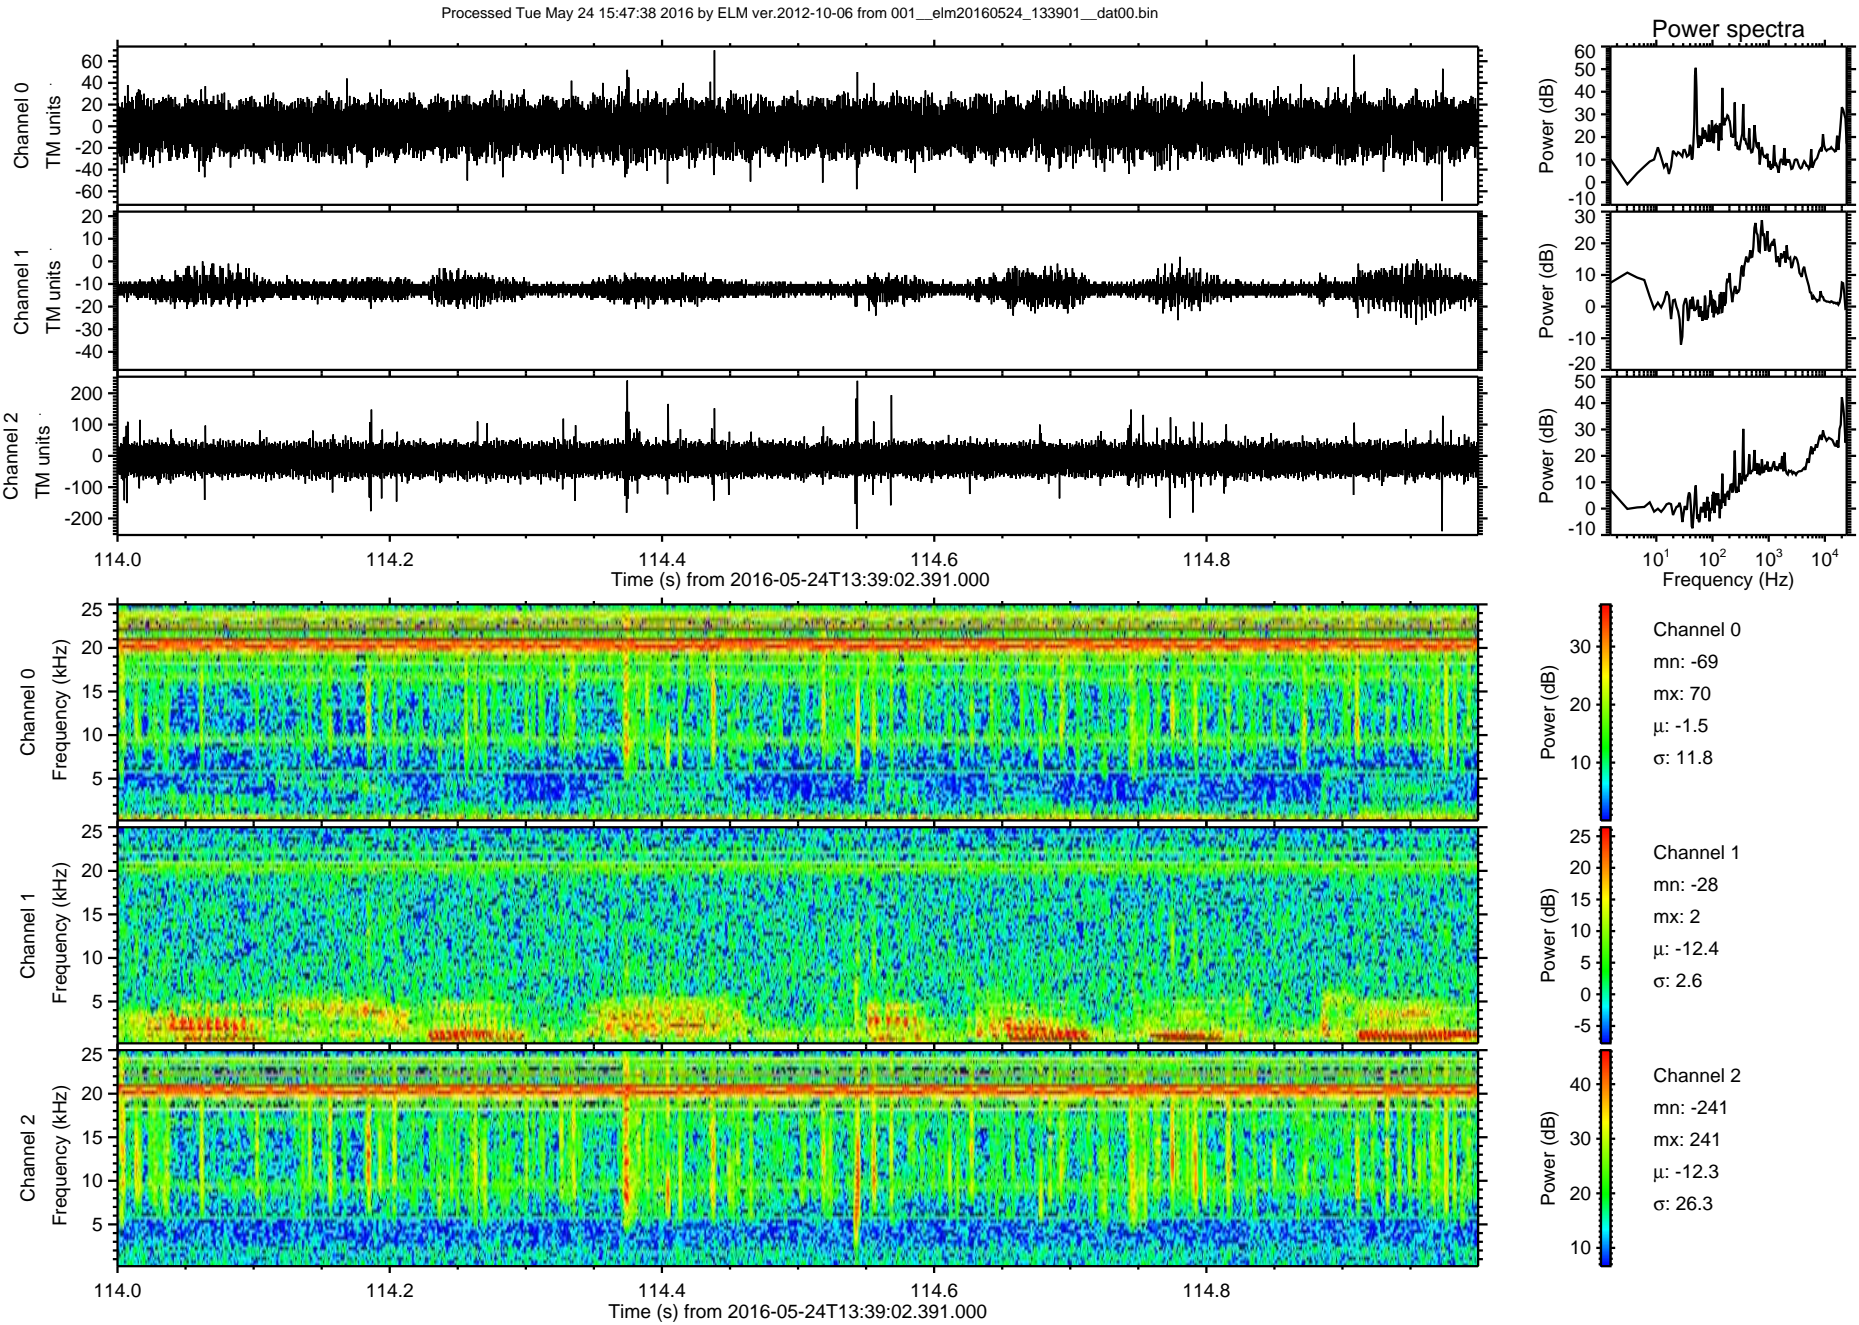 Processed Tue May 24 15:47:38 2016 by ELM ver.2012-10-06 from 001__elm20160524_133901__dat00.bin
Power spectra
Channel 0
TM units
60
40
20
0
-20
-40
-60
Power (dB)
60
50
40
30
20
10
0
-10
Channel 1
TM units
20
10
0
-10
-20
-30
-40
Power (dB)
30
20
10
0
-10
-20
Channel 2
TM units
200
100
0
-100
-200
Power (dB)
50
40
30
20
10
0
-10
114.0 114.2 114.4 114.6 114.8
Time (s) from 2016-05-24T13:39:02.391.000
10¹ 10² 10³ 10⁴
Frequency (Hz)
Channel 0
Frequency (kHz)
25
20
15
10
5
Power (dB)
30
20
10
Channel 0
mn: -69
mx: 70
μ: -1.5
σ: 11.8
Channel 1
Frequency (kHz)
25
20
15
10
5
Power (dB)
25
20
15
10
5
0
-5
Channel 1
mn: -28
mx: 2
μ: -12.4
σ: 2.6
Channel 2
Frequency (kHz)
25
20
15
10
5
Power (dB)
40
30
20
10
Channel 2
mn: -241
mx: 241
μ: -12.3
σ: 26.3
114.0 114.2 114.4 114.6 114.8
Time (s) from 2016-05-24T13:39:02.391.000